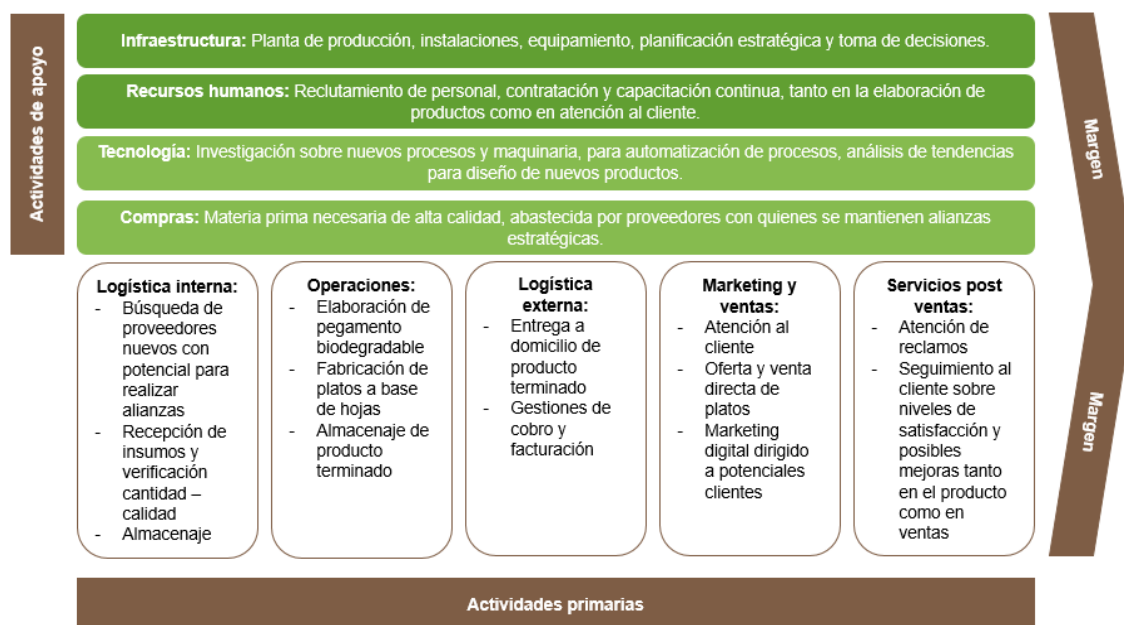 Actividades de apoyo
Infraestructura: Planta de producción, instalaciones, equipamiento, planificación estratégica y toma de decisiones.
Recursos humanos: Reclutamiento de personal, contratación y capacitación continua, tanto en la elaboración de
productos como en atención al cliente.
Tecnología: Investigación sobre nuevos procesos y maquinaria, para automatización de procesos, análisis de tendencias
para diseño de nuevos productos.
Compras: Materia prima necesaria de alta calidad, abastecida por proveedores con quienes se mantienen alianzas
estratégicas.
Margen
Margen
Logística interna:
- Búsqueda de
proveedores
nuevos con
potencial para
realizar
alianzas
- Recepción de
insumos y
verificación
cantidad –
calidad
- Almacenaje
Operaciones:
- Elaboración de
pegamento
biodegradable
- Fabricación de
platos a base
de hojas
- Almacenaje de
producto
terminado
Logística
externa:
- Entrega a
domicilio de
producto
terminado
- Gestiones de
cobro y
facturación
Marketing y
ventas:
- Atención al
cliente
- Oferta y venta
directa de
platos
- Marketing
digital dirigido
a potenciales
clientes
Servicios post
ventas:
- Atención de
reclamos
- Seguimiento al
cliente sobre
niveles de
satisfacción y
posibles
mejoras tanto
en el producto
como en
ventas
Actividades primarias